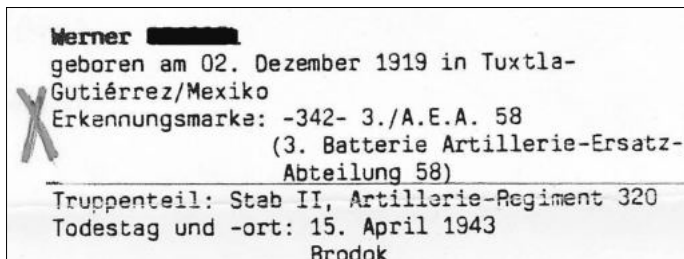 Werner
geboren am 02. Dezember 1919 in Tuxtla-
Gutiérrez/Mexiko
Erkennungsmarke: -342- 3./A.E.A. 58
(3. Batterie Artillerie-Ersatz-
Abteilung 58)
Truppenteil: Stab II, Artillerie-Regiment 320
Todestag und -ort: 15. April 1943
Brodok